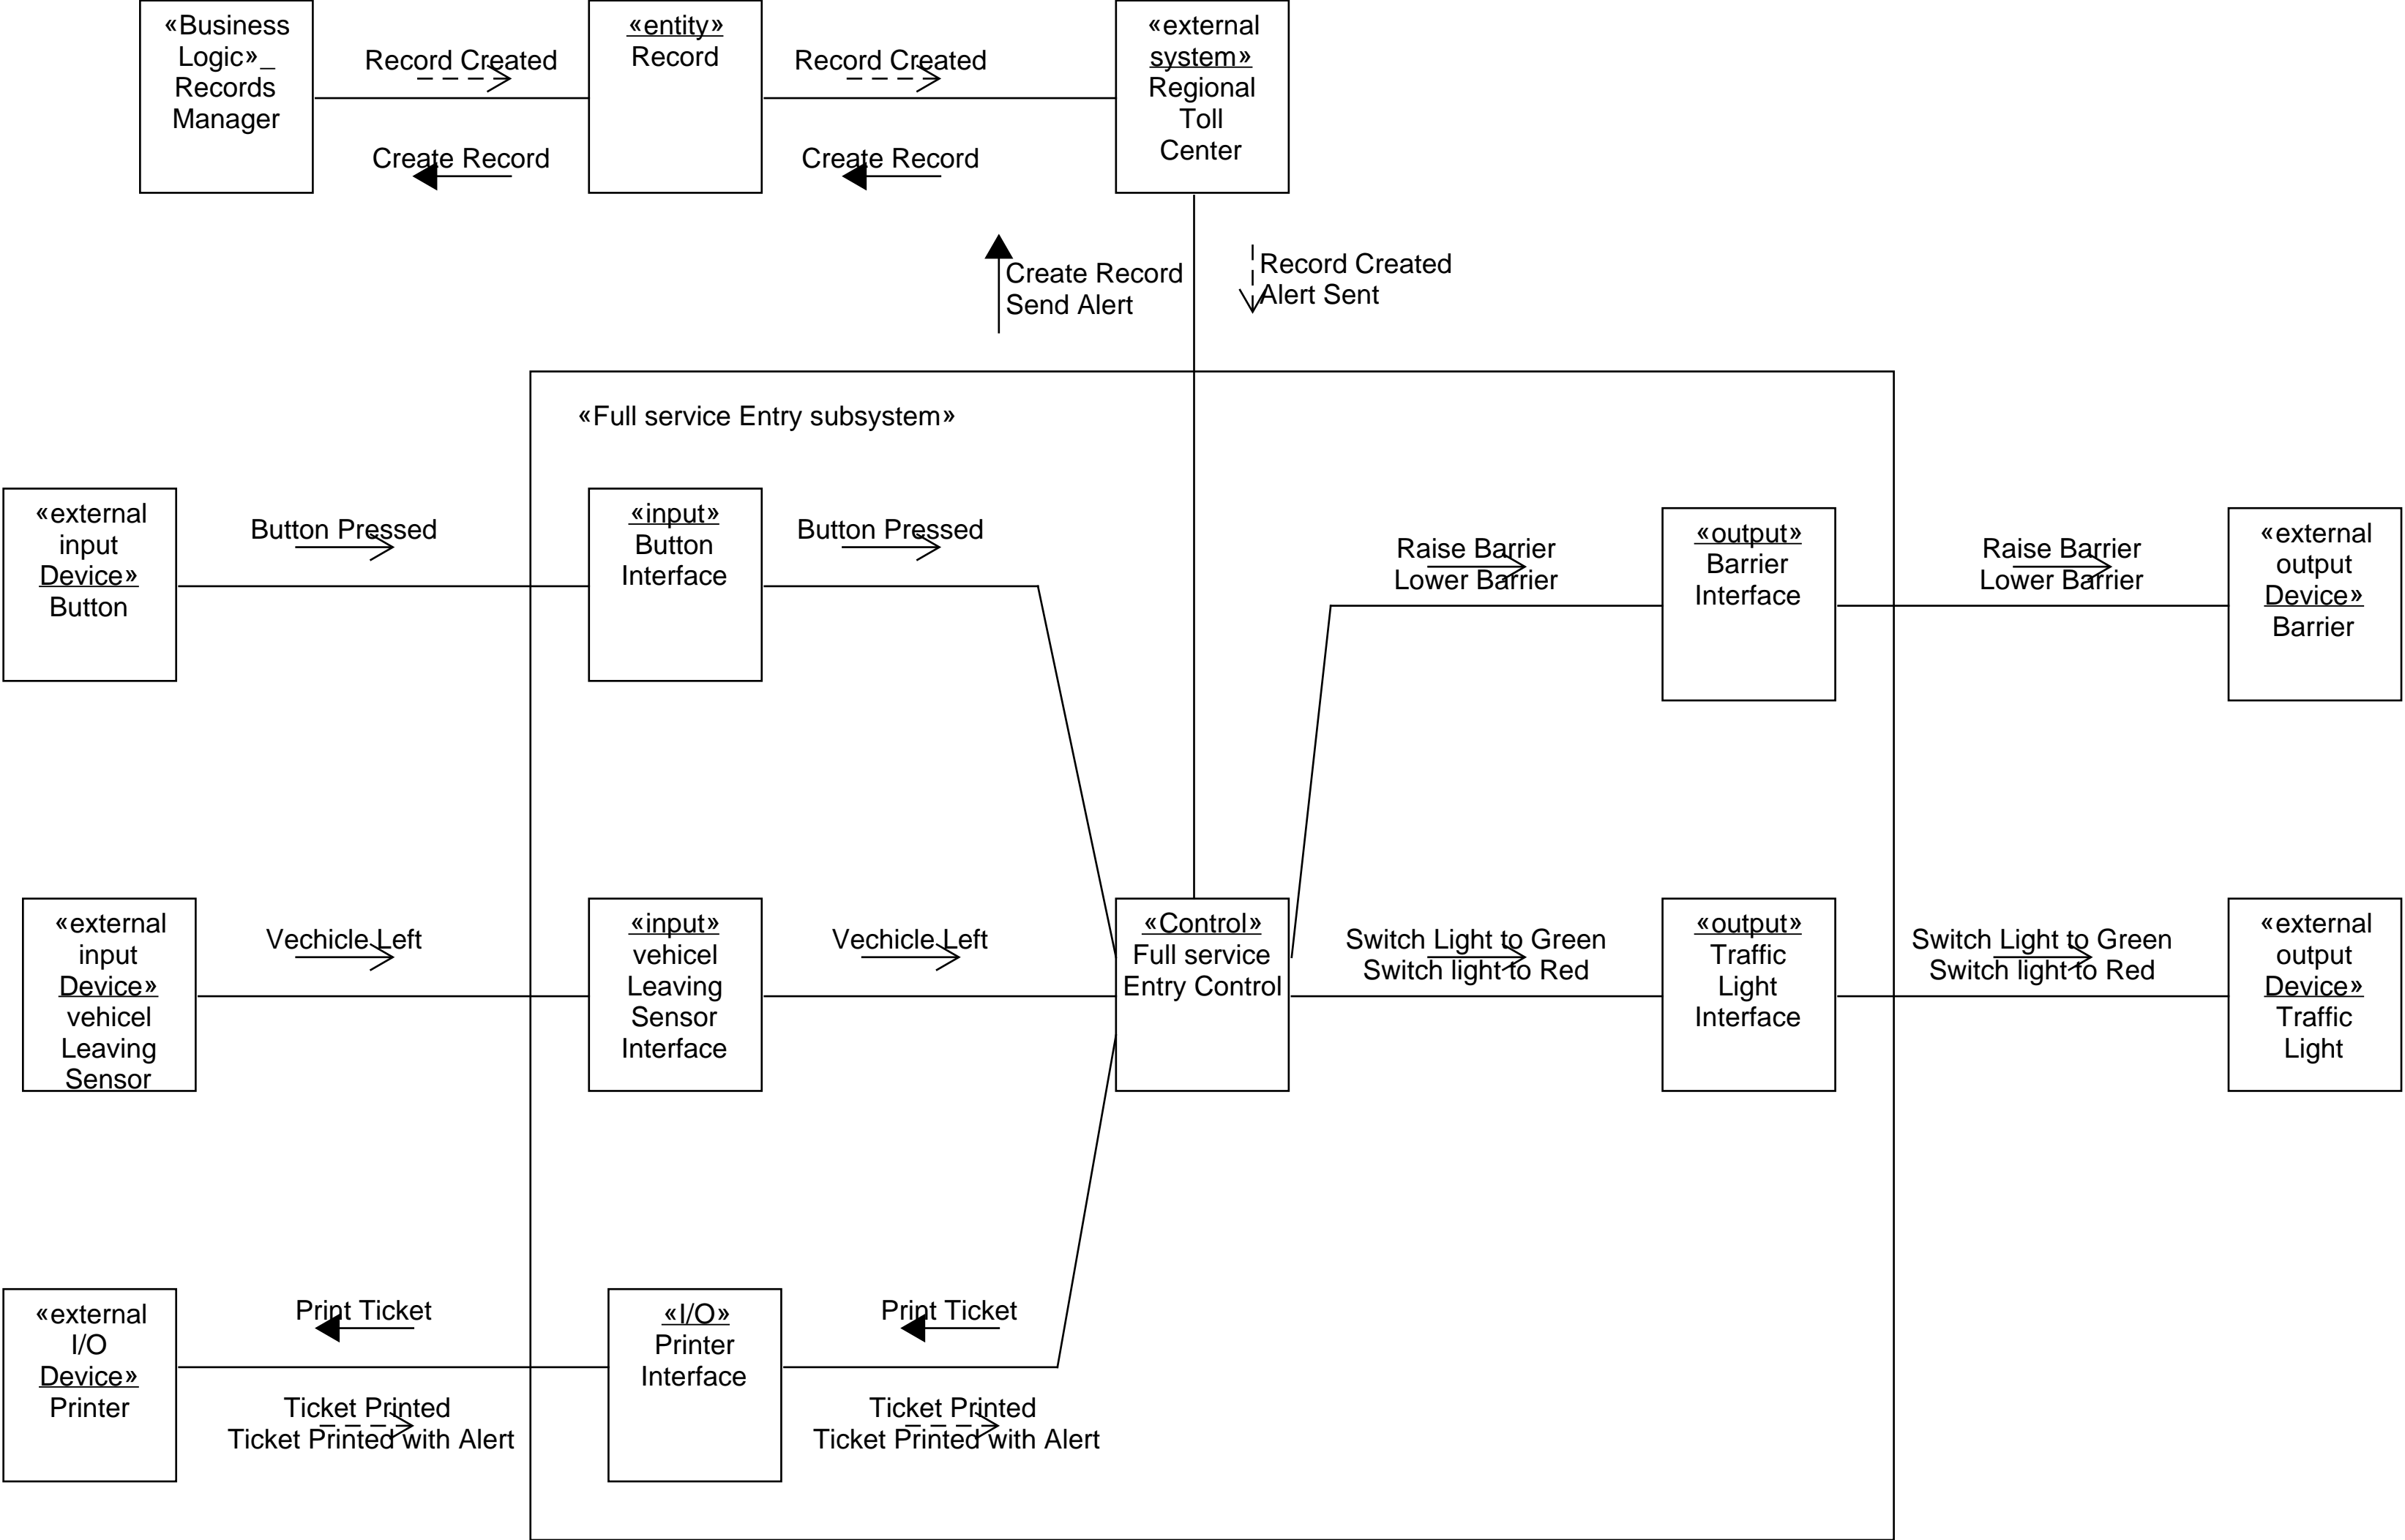 «Business
Logic»_
Records
Manager
Record Created
Create Record
«entity»
Record
Record Created
Create Record
«external
system»
Regional
Toll
Center
Create Record
Send Alert
Record Created
Alert Sent
«Full service Entry subsystem»
«external
input
Device»
Button
Button Pressed
«input»
Button
Interface
Button Pressed
Raise Barrier
Lower Barrier
«output»
Barrier
Interface
Raise Barrier
Lower Barrier
«external
output
Device»
Barrier
«external
input
Device»
vehicel
Leaving
Sensor
Vechicle Left
«input»
vehicel
Leaving
Sensor
Interface
Vechicle Left
«Control»
Full service
Entry Control
Switch Light to Green
Switch light to Red
«output»
Traffic
Light
Interface
Switch Light to Green
Switch light to Red
«external
output
Device»
Traffic
Light
«external
I/O
Device»
Printer
Print Ticket
Ticket Printed
Ticket Printed with Alert
«I/O»
Printer
Interface
Print Ticket
Ticket Printed
Ticket Printed with Alert